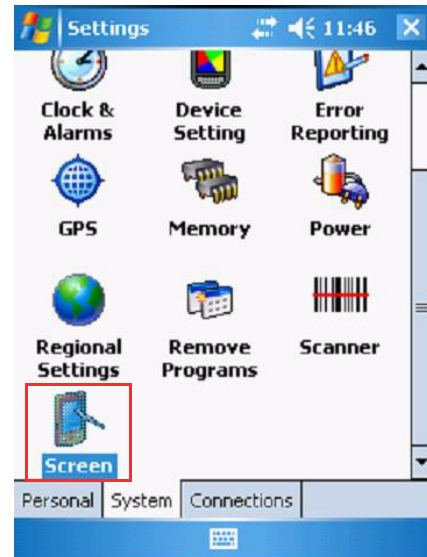 Settings 11:46
Clock & Device Error
Alarms Setting Reporting
GPS Memory Power
Regional Remove Scanner
Settings Programs
Screen
Personal System Connections